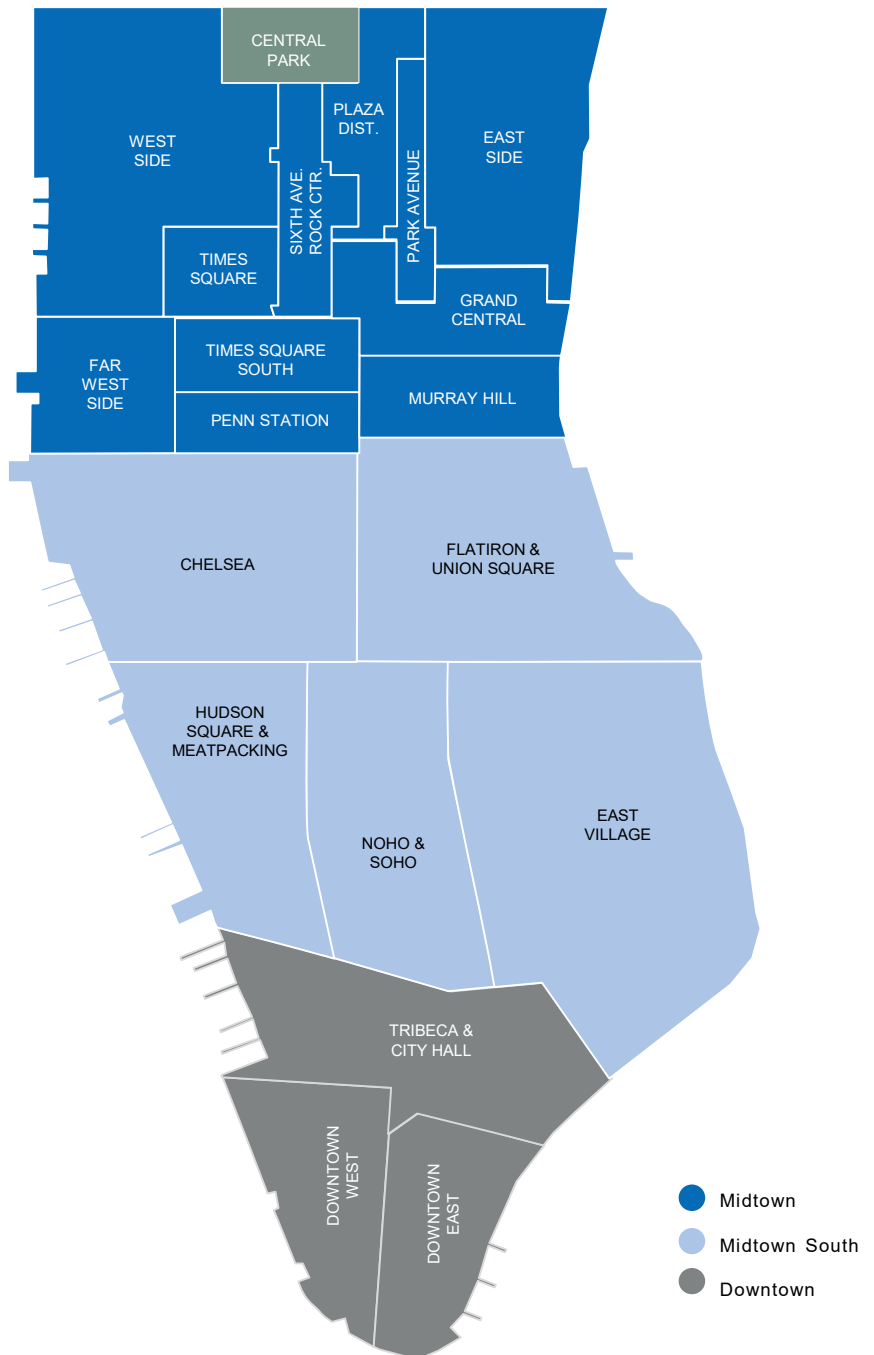 CENTRAL
PARK
PLAZA
DIST.
WEST
SIDE
EAST
SIDE
SIXTH AVE.
ROCK CTR.
PARK AVENUE
TIMES
SQUARE
GRAND
CENTRAL
TIMES SQUARE
SOUTH
FAR
WEST
SIDE
MURRAY HILL
PENN STATION
CHELSEA
FLATIRON &
UNION SQUARE
HUDSON
SQUARE &
MEATPACKING
NOHO &
SOHO
EAST
VILLAGE
TRIBECA &
CITY HALL
DOWNTOWN
WEST
DOWNTOWN
EAST
Midtown
Midtown South
Downtown